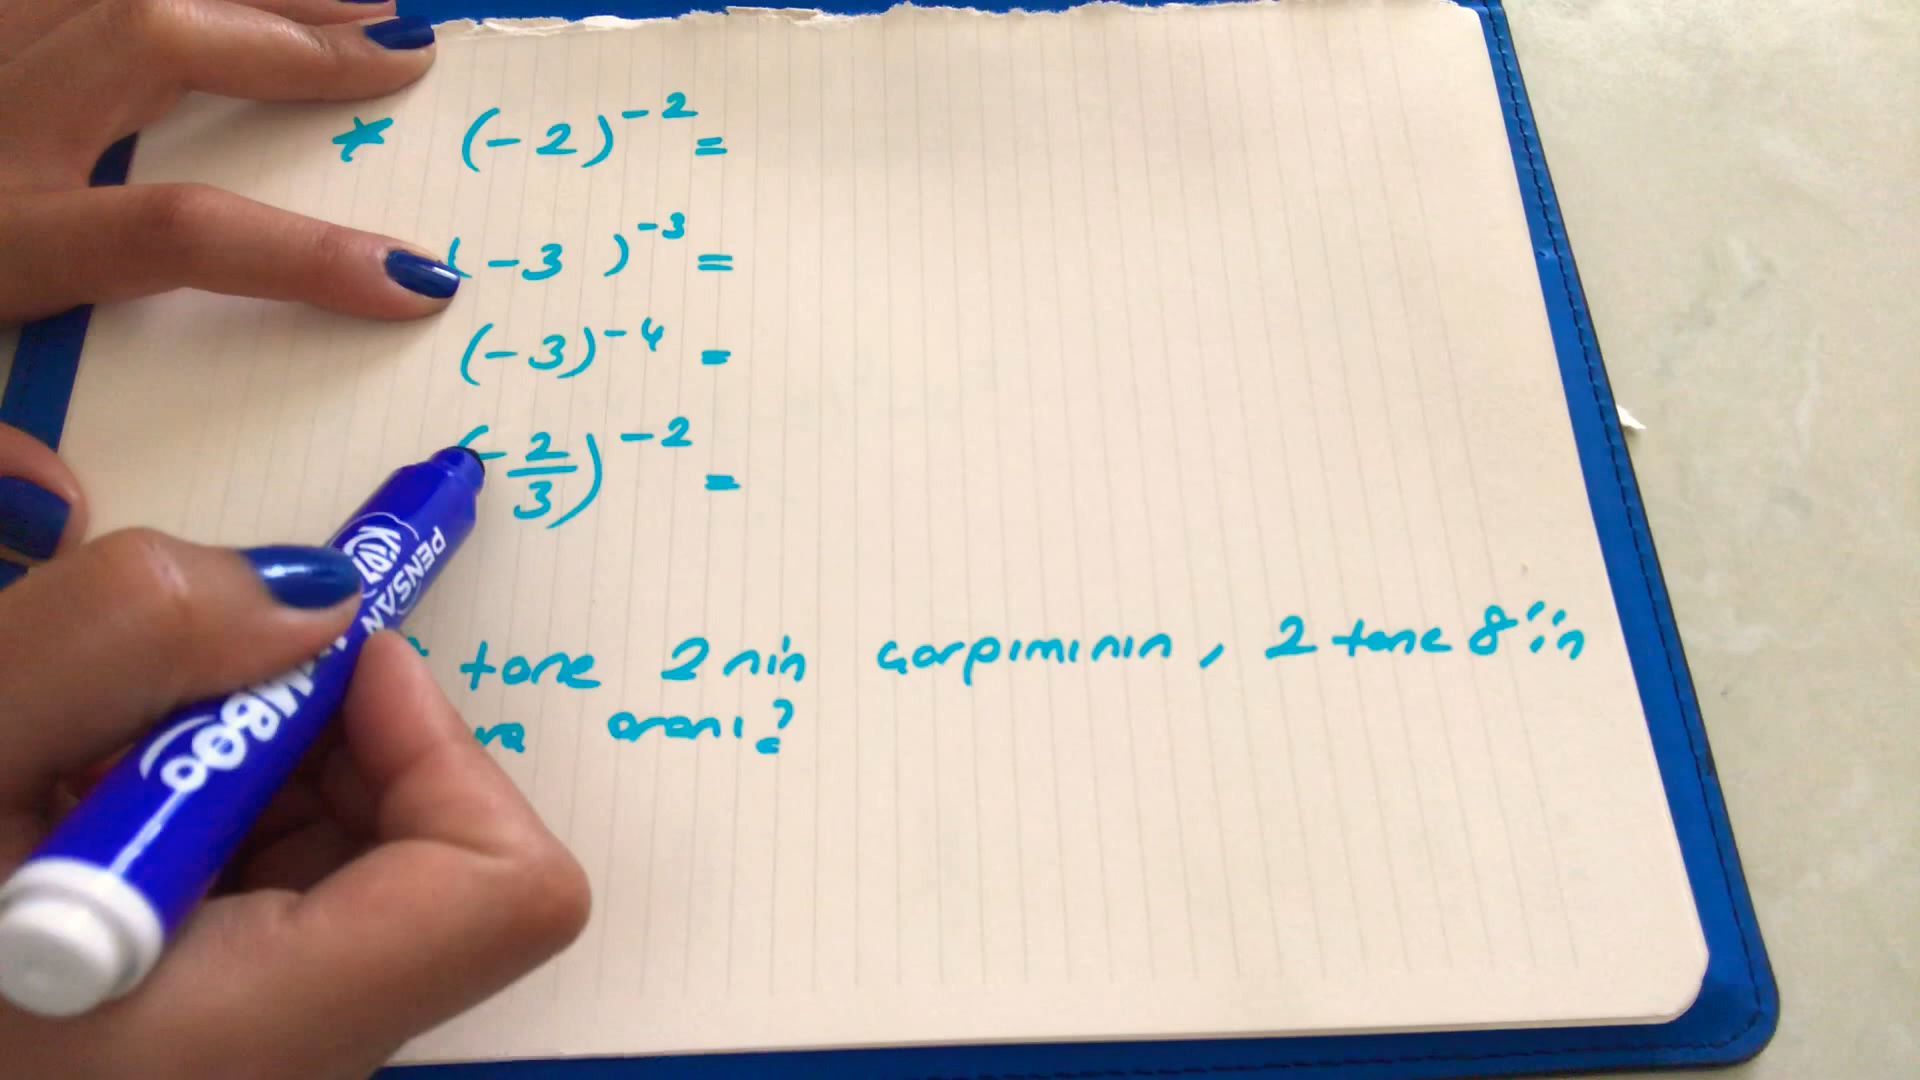 * (-2)^-2 =
(-3 )^-3 =
(-3)^-4 =
(-2/3)^-2 =
tane 2 nin çarpımının, 2 tane 8'in
oranı?
PENSAN